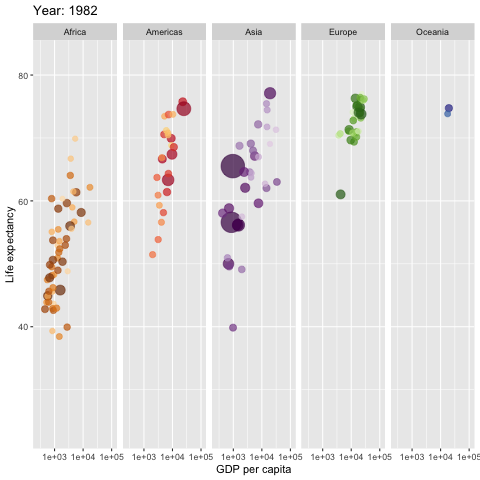 Year: 1982
Africa Americas Asia Europe Oceania
80
60
40
Life expectancy
1e+03 1e+04 1e+05 1e+03 1e+04 1e+05 1e+03 1e+04 1e+05 1e+03 1e+04 1e+05 1e+03 1e+04 1e+05
GDP per capita